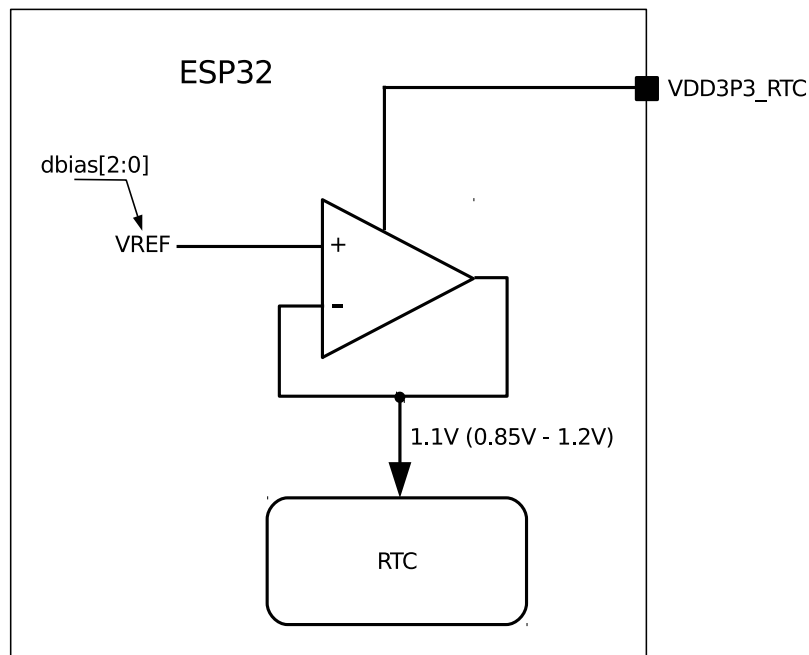 ESP32
VDD3P3_RTC
dbias[2:0]
VREF
+
-
1.1V (0.85V - 1.2V)
RTC